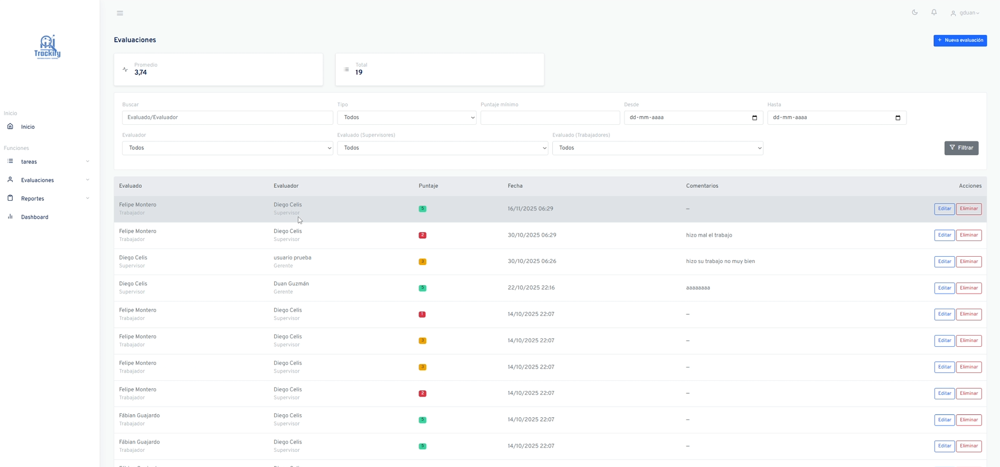 gduan
Trackify
Evaluaciones
+ Nueva evaluación
Promedio
3,74
Total
19
Inicio
Inicio
Funciones
tareas
Evaluaciones
Reportes
Dashboard
Buscar Tipo Puntaje mínimo Desde Hasta
Evaluado/Evaluador Todos dd-mm-aaaa dd-mm-aaaa
Evaluador Evaluado (Supervisores) Evaluado (Trabajadores)
Todos Todos Todos Filtrar
Evaluado Evaluador Puntaje Fecha Comentarios Acciones
Felipe Montero Diego Celis
Trabajador Supervisor
5 16/11/2025 06:29 — Editar Eliminar
Felipe Montero Diego Celis
Trabajador Supervisor
2 30/10/2025 06:29 hizo mal el trabajo Editar Eliminar
Diego Celis usuario prueba
Supervisor Gerente
3 30/10/2025 06:26 hizo su trabajo no muy bien Editar Eliminar
Diego Celis Duan Guzmán
Supervisor Gerente
5 22/10/2025 22:16 aaaaaaaa Editar Eliminar
Felipe Montero Diego Celis
Trabajador Supervisor
1 14/10/2025 22:07 — Editar Eliminar
Felipe Montero Diego Celis
Trabajador Supervisor
3 14/10/2025 22:07 — Editar Eliminar
Felipe Montero Diego Celis
Trabajador Supervisor
3 14/10/2025 22:07 — Editar Eliminar
Felipe Montero Diego Celis
Trabajador Supervisor
2 14/10/2025 22:07 — Editar Eliminar
Fábian Guajardo Diego Celis
Trabajador Supervisor
5 14/10/2025 22:07 — Editar Eliminar
Fábian Guajardo Diego Celis
Trabajador Supervisor
5 14/10/2025 22:07 — Editar Eliminar